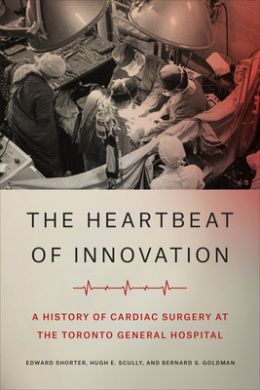 THE HEARTBEAT
OF INNOVATION
A HISTORY OF CARDIAC SURGERY AT
THE TORONTO GENERAL HOSPITAL
EDWARD SHORTER, HUGH E. SCULLY, AND BERNARD S. GOLDMAN